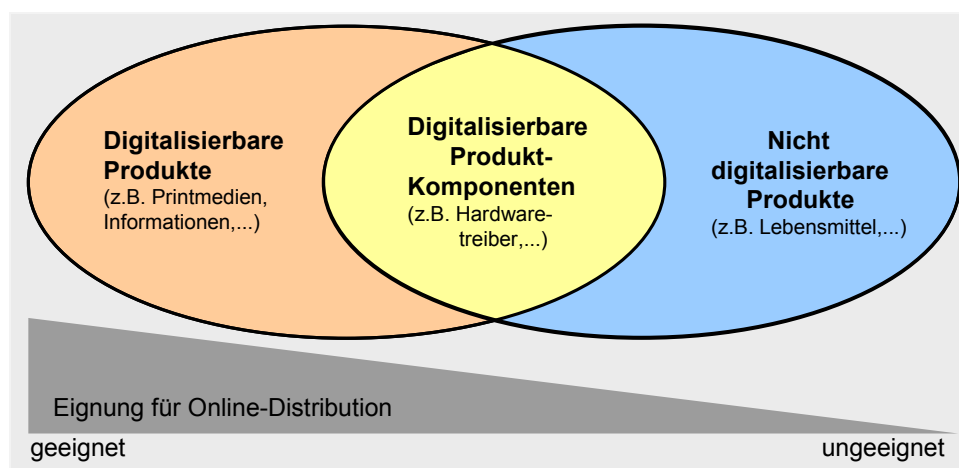 Digitalisierbare
Produkte
(z.B. Printmedien,
Informationen,...)
Digitalisierbare
Produkt-
Komponenten
(z.B. Hardware-
treiber,...)
Nicht
digitalisierbare
Produkte
(z.B. Lebensmittel,...)
Eignung für Online-Distribution
geeignet
ungeeignet